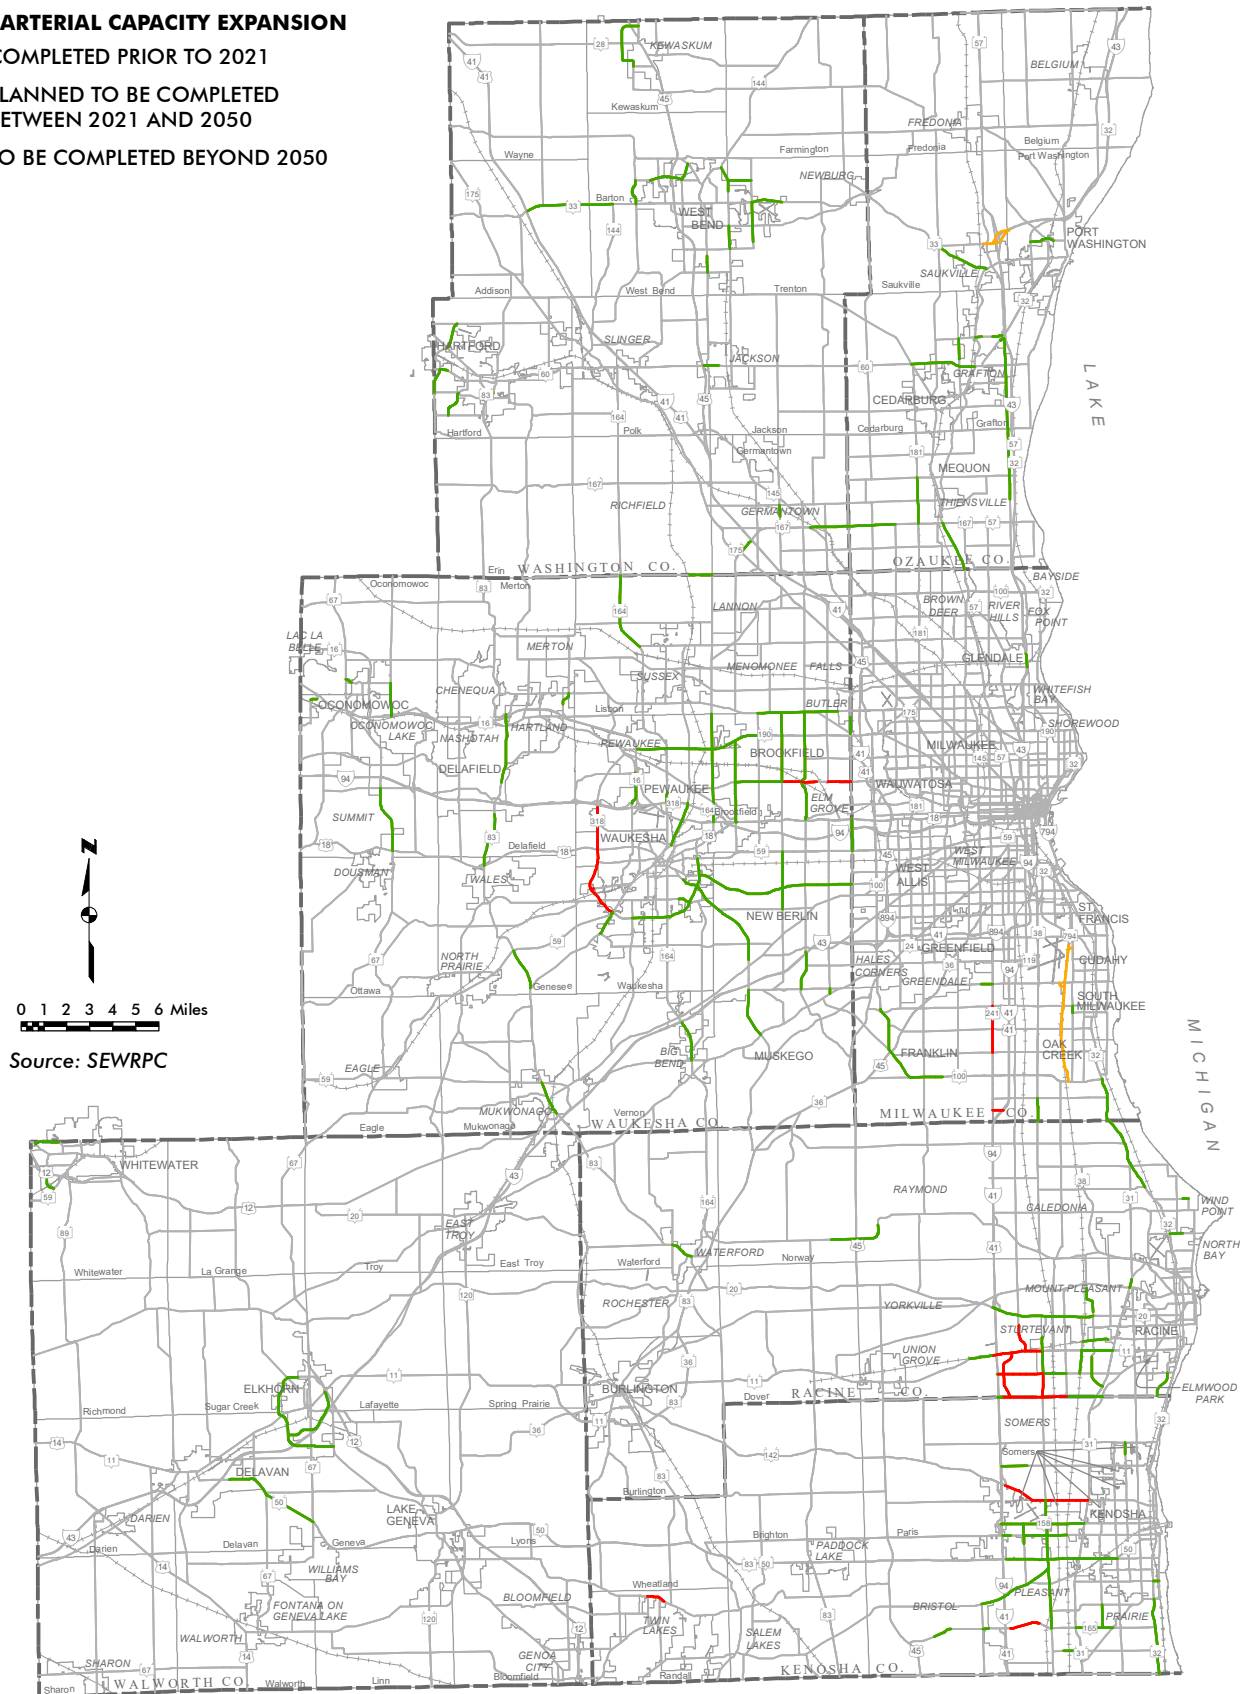 ARTERIAL CAPACITY EXPANSION
COMPLETED PRIOR TO 2021
LANNED TO BE COMPLETED
ETWEEN 2021 AND 2050
O BE COMPLETED BEYOND 2050
KEWASKUM
BELGIUM
Kewaskum
FREDONIA
Wayne
Farmington
Fredonia
Belgium
Port Washington
NEWBURG
Barton
WEST
BEND
PORT
WASHINGTON
SAUKVILLE
Addison
West Bend
Trenton
Saukville
HARTFORD
SLINGER
JACKSON
GRAFTON
CEDARBURG
LAKE
Hartford
Polk
Jackson
Germantown
Cedarburg
Grafton
MEQUON
RICHFIELD
GERMANTOWN
THIENSVILLE
Erin
WASHINGTON CO.
OZAUKEE CO.
Oconomowoc
Merton
BAYSIDE
LANNON
BROWN
DEER
RIVER
HILLS
FOX
POINT
LAC LA
BELLE
MERTON
GLENDALE
MENOMONEE FALLS
SUSSEX
CHENEQUA
OCONOMOWOC
Lisbon
BUTLER
WHITEFISH
BAY
OCONOMOWOC
LAKE
NASHOTAH
HARTLAND
SHOREWOOD
PEWAUKEE
BROOKFIELD
MILWAUKEE
DELAFIELD
PEWAUKEE
ELM
GROVE
WAUWATOSA
SUMMIT
Brookfield
WAUKESHA
Delafield
DOUSMAN
WALES
WEST
MILWAUKEE
WEST
ALLIS
NEW BERLIN
ST.
FRANCIS
NORTH
PRAIRIE
GREENFIELD
HALES
CORNERS
GREENDALE
CUDAHY
Ottawa
Genesee
Waukesha
SOUTH
MILWAUKEE
0 1 2 3 4 5 6 Miles
Source: SEWRPC
BIG
BEND
MUSKEGO
FRANKLIN
OAK
CREEK
MICHIGAN
EAGLE
MUKWONAGO
Vernon
Eagle
Mukwonago
WAUKESHA CO.
MILWAUKEE CO.
WHITEWATER
RAYMOND
CALEDONIA
WIND
POINT
EAST
TROY
WATERFORD
NORTH
BAY
Whitewater
La Grange
Troy
East Troy
Waterford
Norway
MOUNT PLEASANT
ROCHESTER
YORKVILLE
STURTEVANT
RACINE
UNION
GROVE
ELKHORN
BURLINGTON
Dover
RACINE CO.
ELMWOOD
PARK
Richmond
Sugar Creek
Lafayette
Spring Prairie
SOMERS
Somers
DELAVAN
Burlington
LAKE
GENEVA
KENOSHA
DARIEN
Brighton
Paris
Darien
Delavan
Geneva
Lyons
PADDOCK
LAKE
WILLIAMS
BAY
Wheatland
PLEASANT
PRAIRIE
BLOOMFIELD
FONTANA ON
GENEVA LAKE
BRISTOL
TWIN
LAKES
SALEM
LAKES
WALWORTH
SHARON
GENOA
CITY
Sharon
WALWORTH CO.
Walworth
Linn
Bloomfield
Randall
KENOSHA CO.